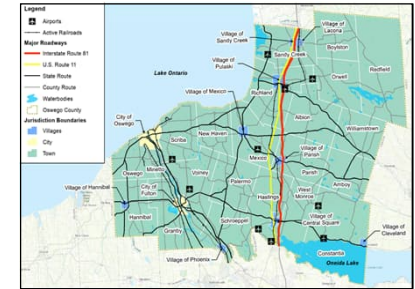 Legend
Airports
Active Railroads
Major Roadways
Interstate Route 81
U.S. Route 11
State Route
County Route
Waterbodies
Oswego County
Jurisdiction Boundaries
Villages
City
Town
Village of
Lacona
Village of
Sandy Creek
Sandy Creek
Boylston
Redfield
Village of
Pulaski
Lake Ontario
Orwell
Richland
Village of Mexico
Albion
City of
Oswego
New Haven
Williamstown
Scriba
Village of
Parish
Mexico
Oswego
Minetto
Volney
Parish
Palermo
Amboy
Village of Hannibal
City of
Fulton
West
Monroe
Hastings
Hannibal
Schroeppel
Village of
Central Square
Village of
Cleveland
Granby
Constantia
Village of Phoenix
Oneida Lake